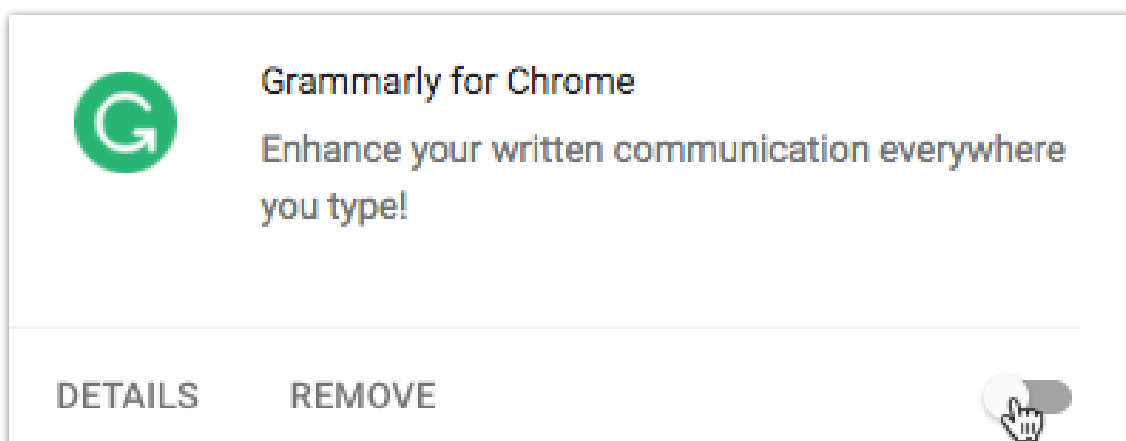 Grammarly for Chrome
Enhance your written communication everywhere
you type!
DETAILS REMOVE